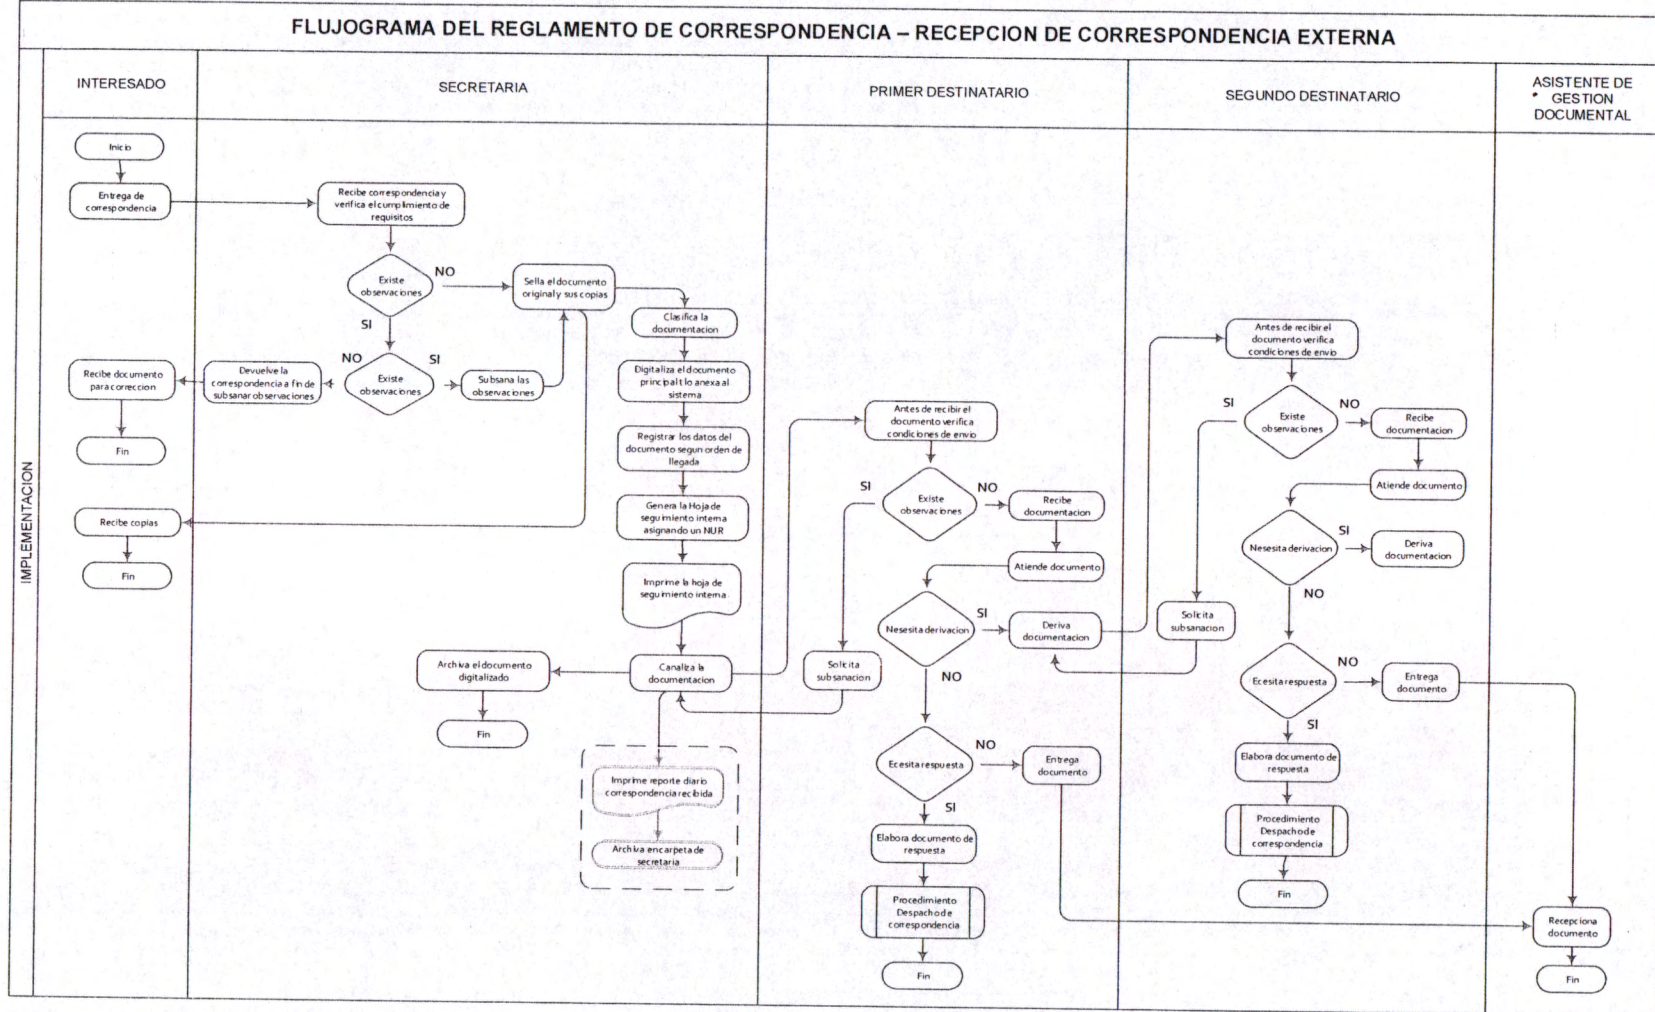 FLUJOGRAMA DEL REGLAMENTO DE CORRESPONDENCIA – RECEPCION DE CORRESPONDENCIA EXTERNA
IMPLEMENTACION
INTERESADO
SECRETARIA
PRIMER DESTINATARIO
SEGUNDO DESTINATARIO
ASISTENTE DE
GESTION
DOCUMENTAL
Inicio
Entrega de
correspondencia
Recibe documento
para correccion
Fin
Recibe copias
Fin
Recibe correspondencia y
verifica el cumplimiento de
requisitos
Existe
observaciones
NO
SI
Sella el documento
original y sus copias
Existe
observaciones
NO
SI
Devuelve la
correspondencia a fin de
subsanar observaciones
Subsana las
observaciones
Clasifica la
documentacion
Digitaliza el documento
principal t lo anexa al
sistema
Registrar los datos del
documento segun orden de
llegada
Genera la Hoja de
seguimiento interna
asignando un NUR
Imprime la hoja de
seguimiento interna
Canaliza la
documentacion
Archiva el documento
digitalizado
Fin
Imprime reporte diario
correspondencia recibida
Archiva en carpeta de
secretaria
Antes de recibir el
documento verifica
condiciones de envio
Existe
observaciones
SI
NO
Recibe
documentacion
Atiende documento
Nesesita derivacion
SI
Deriva
documentacion
Solicita
subsanacion
NO
Ecesita respuesta
NO
Entrega
documento
SI
Elabora documento de
respuesta
Procedimiento
Despacho de
correspondencia
Fin
Antes de recibir el
documento verifica
condiciones de envio
Existe
observaciones
SI
NO
Recibe
documentacion
Atiende documento
Nesesita derivacion
SI
Deriva
documentacion
Solicita
subsanacion
NO
Ecesita respuesta
NO
Entrega
documento
SI
Elabora documento de
respuesta
Procedimiento
Despacho de
correspondencia
Fin
Recepciona
documento
Fin